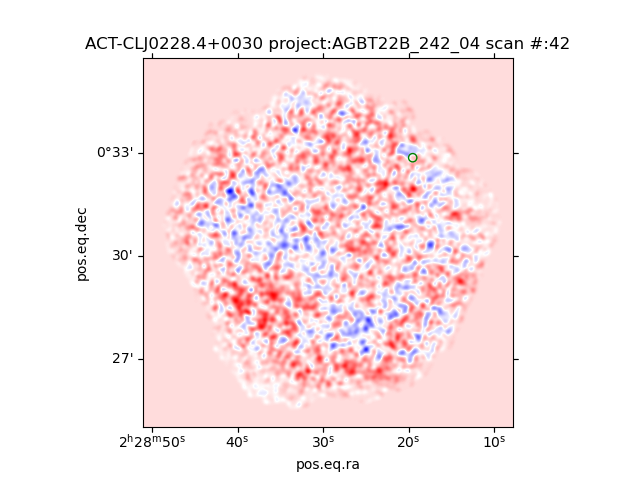 ACT-CLJ0228.4+0030 project:AGBT22B_242_04 scan #:42
0°33'
30'
27'
2ʰ28ᵐ50ˢ 40ˢ 30ˢ 20ˢ 10ˢ
pos.eq.ra
pos.eq.dec